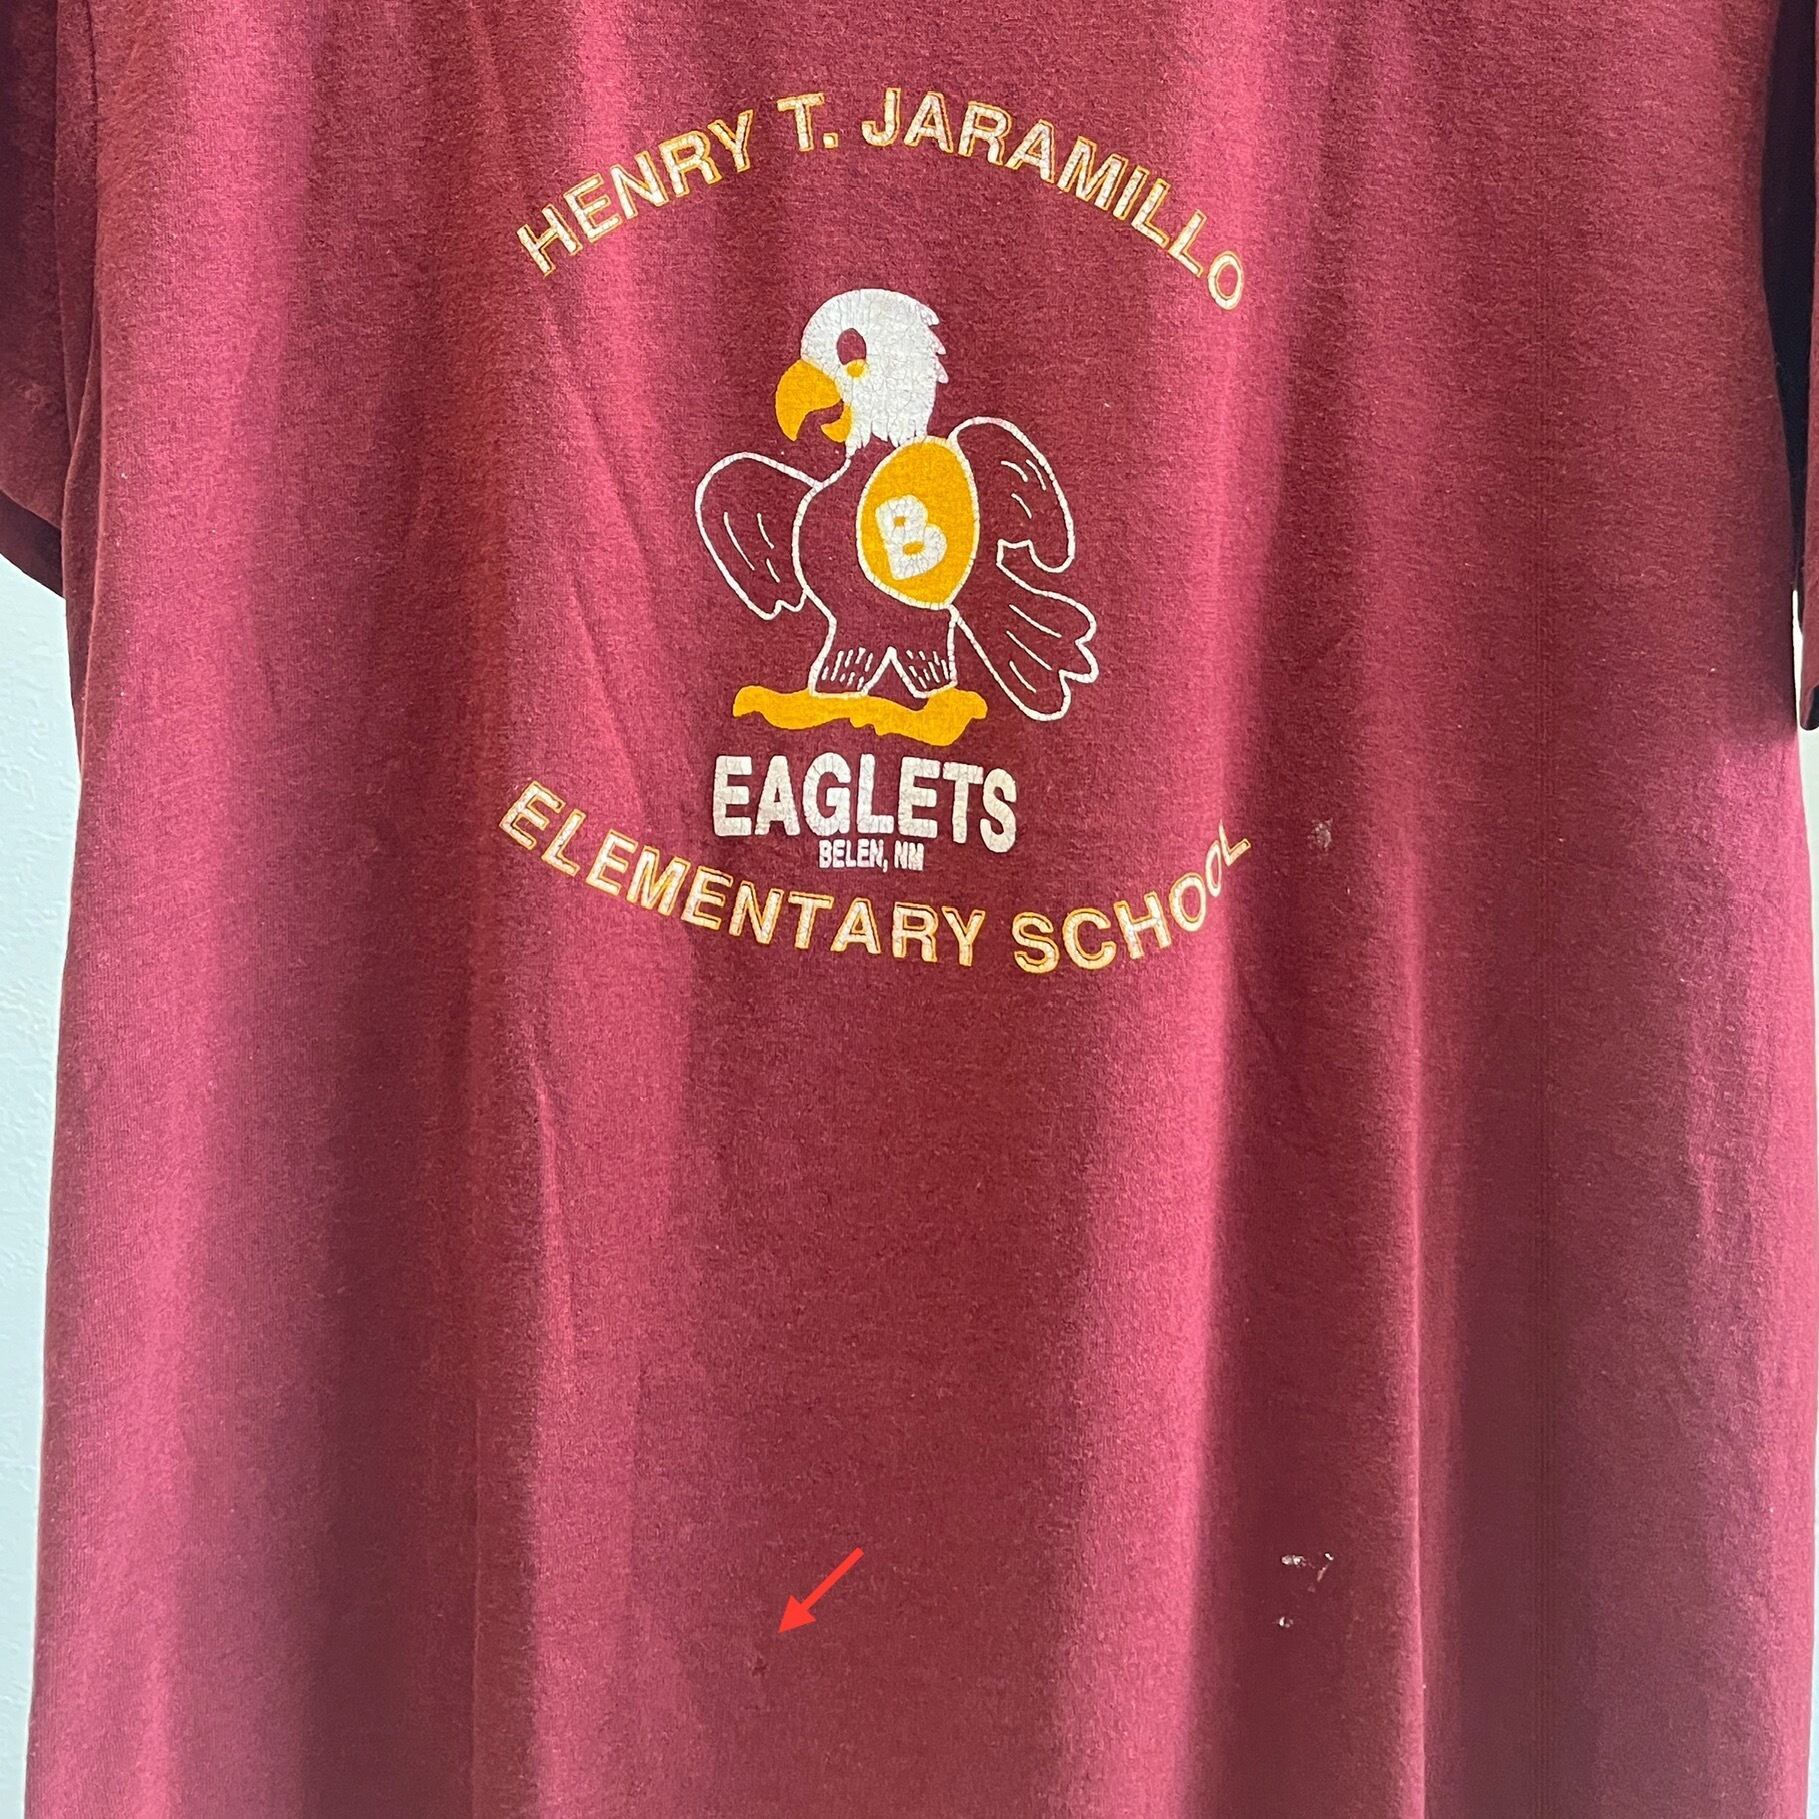 HENRY T. JARAMILLO
B
EAGLETS
BELEN, NM
ELEMENTARY SCHOOL